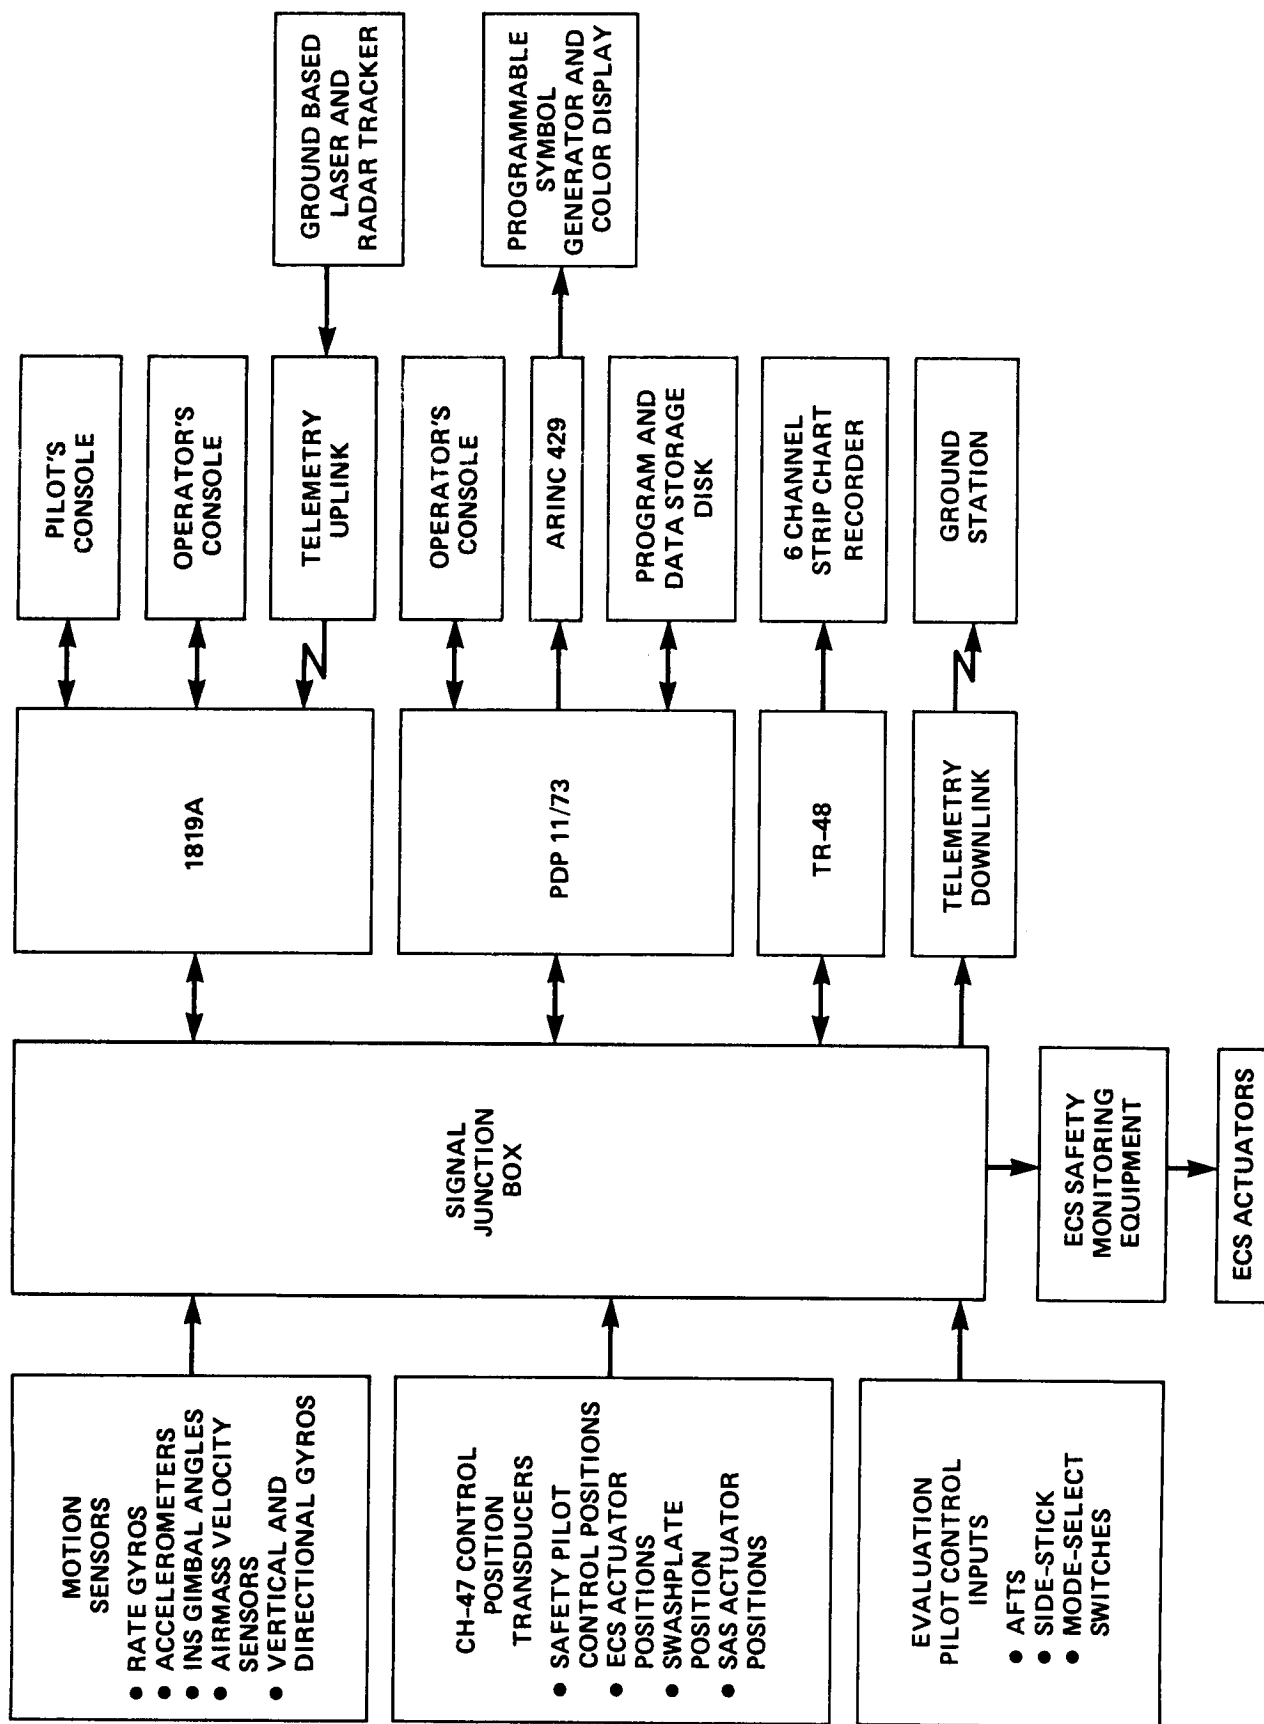 MOTION
SENSORS
● RATE GYROS
● ACCELEROMETERS
● INS GIMBAL ANGLES
● AIRMASS VELOCITY
SENSORS
● VERTICAL AND
DIRECTIONAL GYROS
CH-47 CONTROL
POSITION
TRANSDUCERS
● SAFETY PILOT
CONTROL POSITIONS
● ECS ACTUATOR
POSITIONS
● SWASHPLATE
POSITION
● SAS ACTUATOR
POSITIONS
EVALUATION
PILOT CONTROL
INPUTS
● AFTS
● SIDE-STICK
● MODE-SELECT
SWITCHES
SIGNAL
JUNCTION
BOX
ECS SAFETY
MONITORING
EQUIPMENT
ECS ACTUATORS
1819A
PDP 11/73
TR-48
TELEMETRY
DOWNLINK
PILOT'S
CONSOLE
OPERATOR'S
CONSOLE
TELEMETRY
UPLINK
OPERATOR'S
CONSOLE
ARINC 429
PROGRAM AND
DATA STORAGE
DISK
6 CHANNEL
STRIP CHART
RECORDER
GROUND
STATION
GROUND BASED
LASER AND
RADAR TRACKER
PROGRAMMABLE
SYMBOL
GENERATOR AND
COLOR DISPLAY